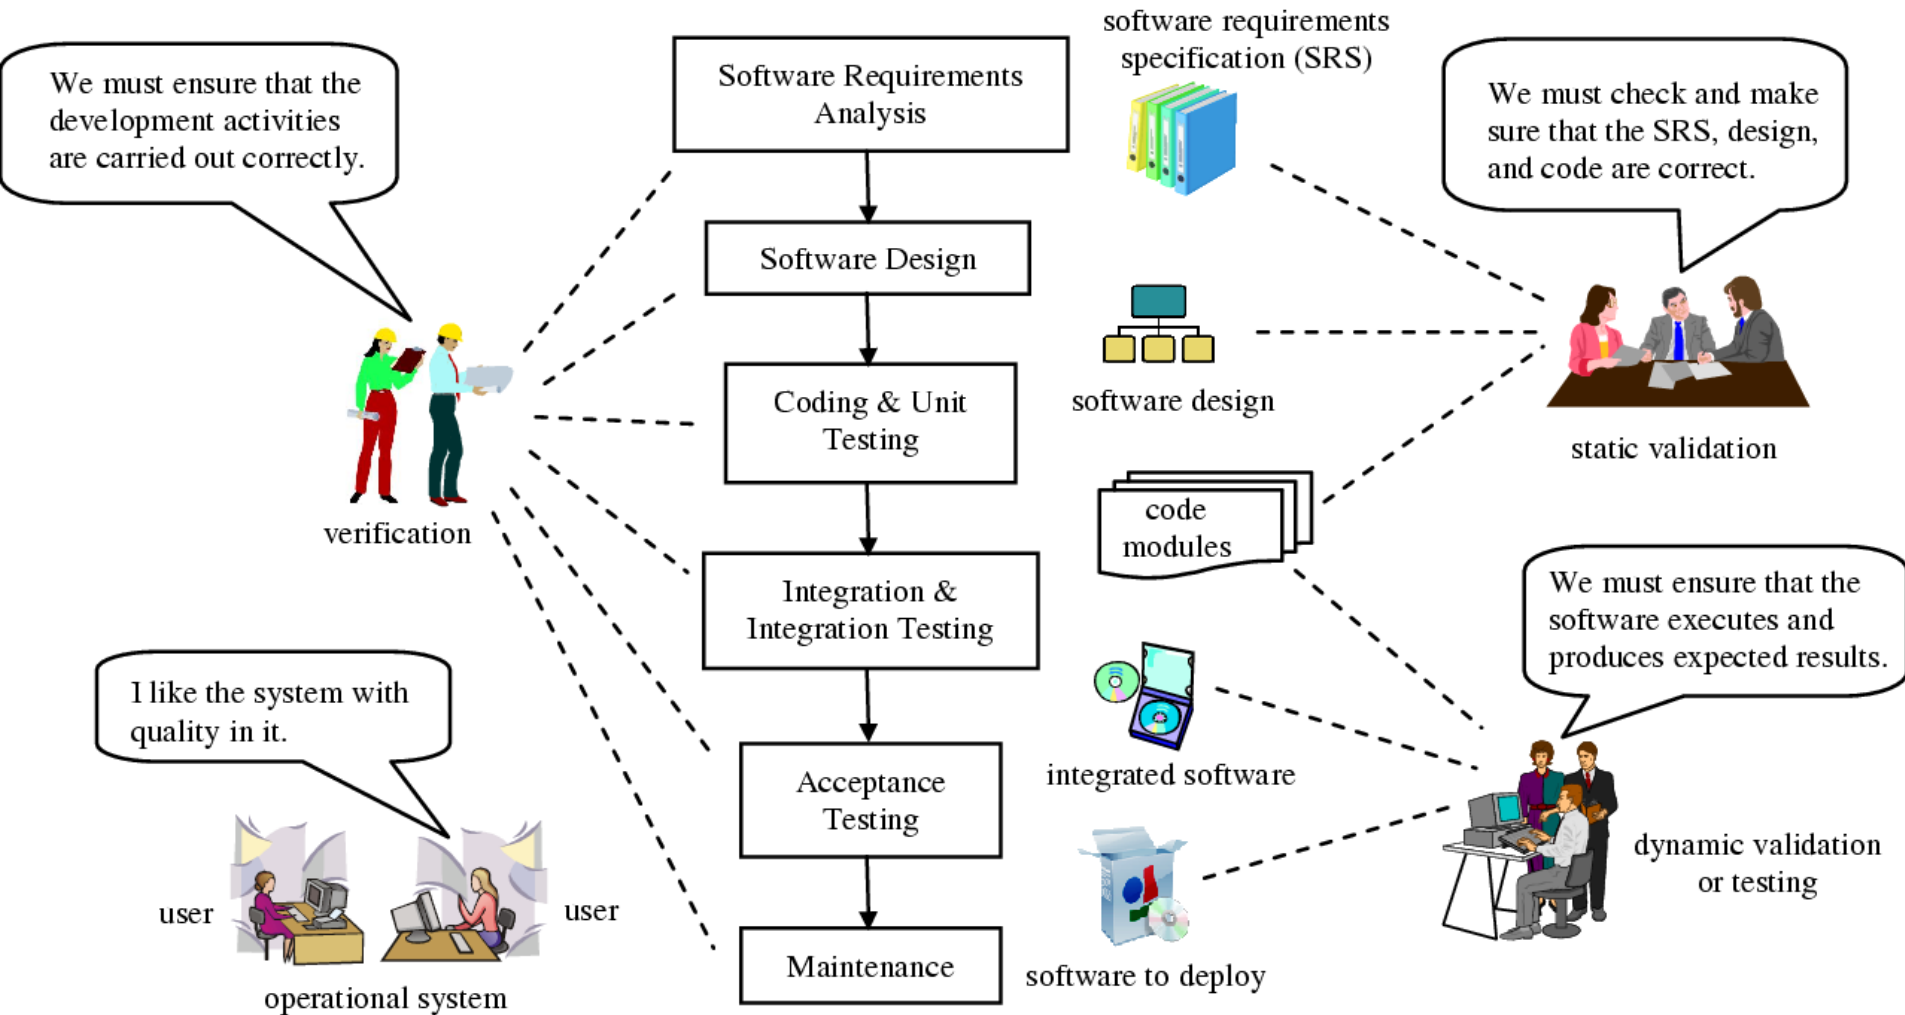 software requirements
specification (SRS)
We must ensure that the
development activities
are carried out correctly.
Software Requirements
Analysis
We must check and make
sure that the SRS, design,
and code are correct.
Software Design
Coding & Unit
Testing
software design
static validation
verification
code
modules
Integration &
Integration Testing
We must ensure that the
software executes and
produces expected results.
I like the system with
quality in it.
integrated software
Acceptance
Testing
dynamic validation
or testing
user
user
Maintenance
software to deploy
operational system